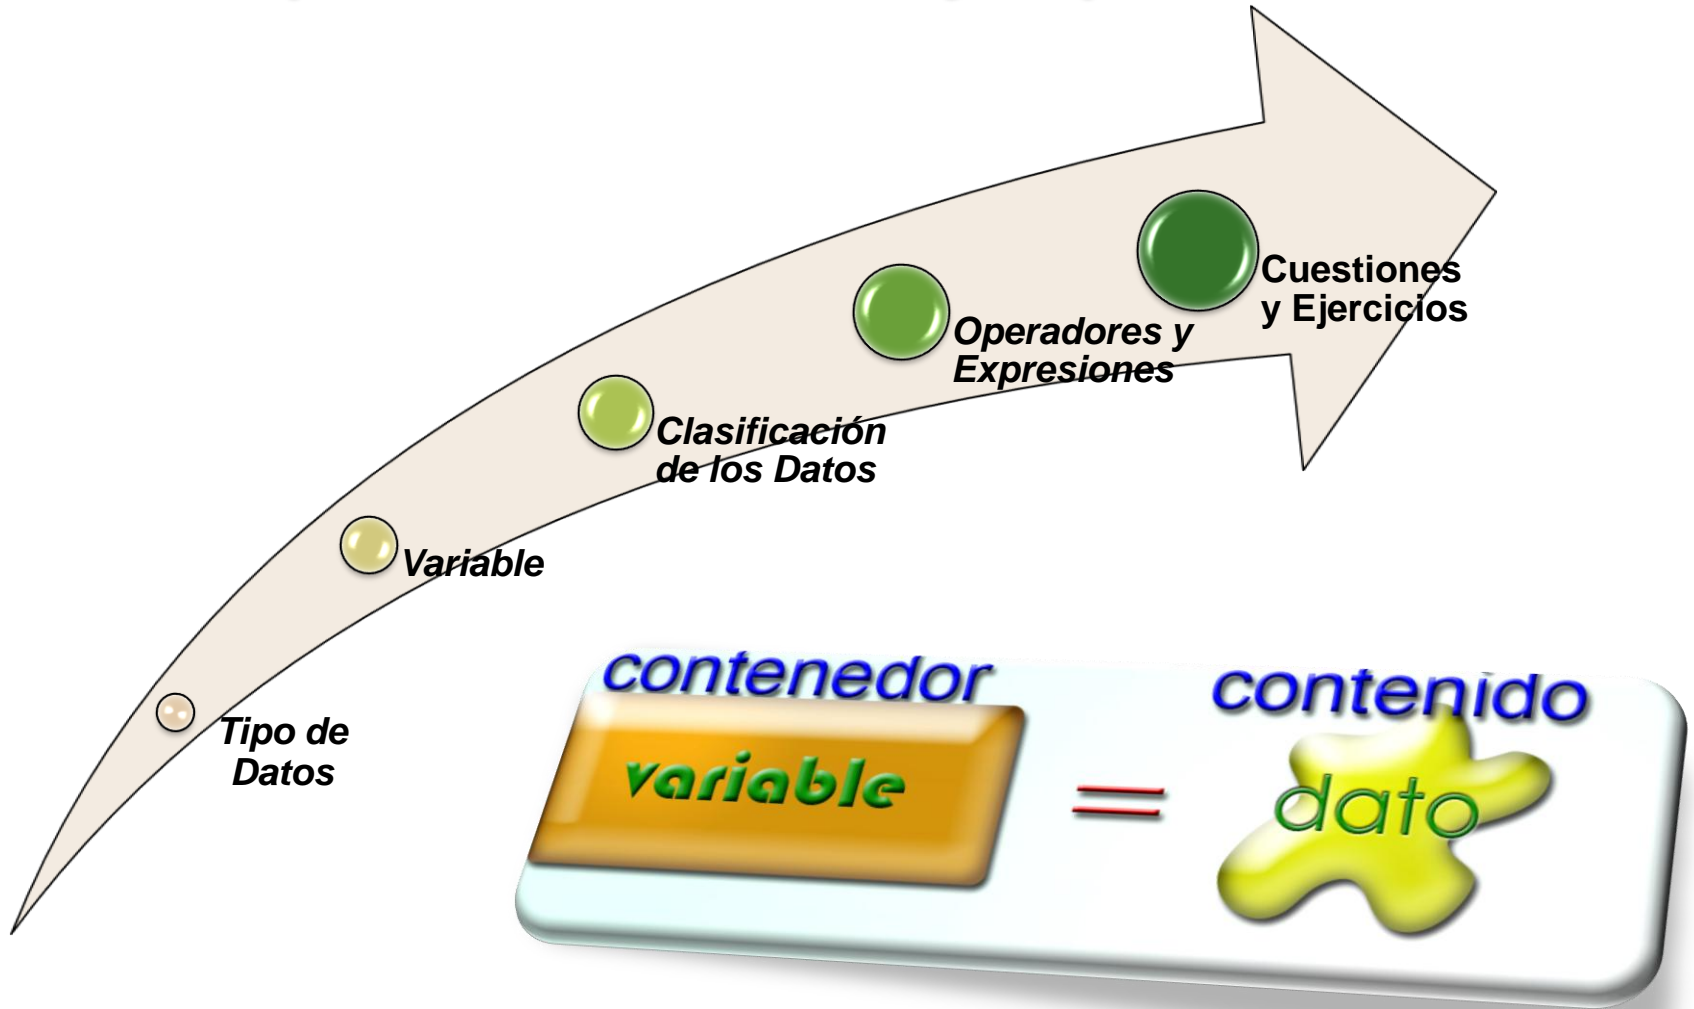 Cuestiones
y Ejercicios
Operadores y
Expresiones
Clasificación
de los Datos
Variable
Tipo de
Datos
contenedor
contenido
variable
=
dato